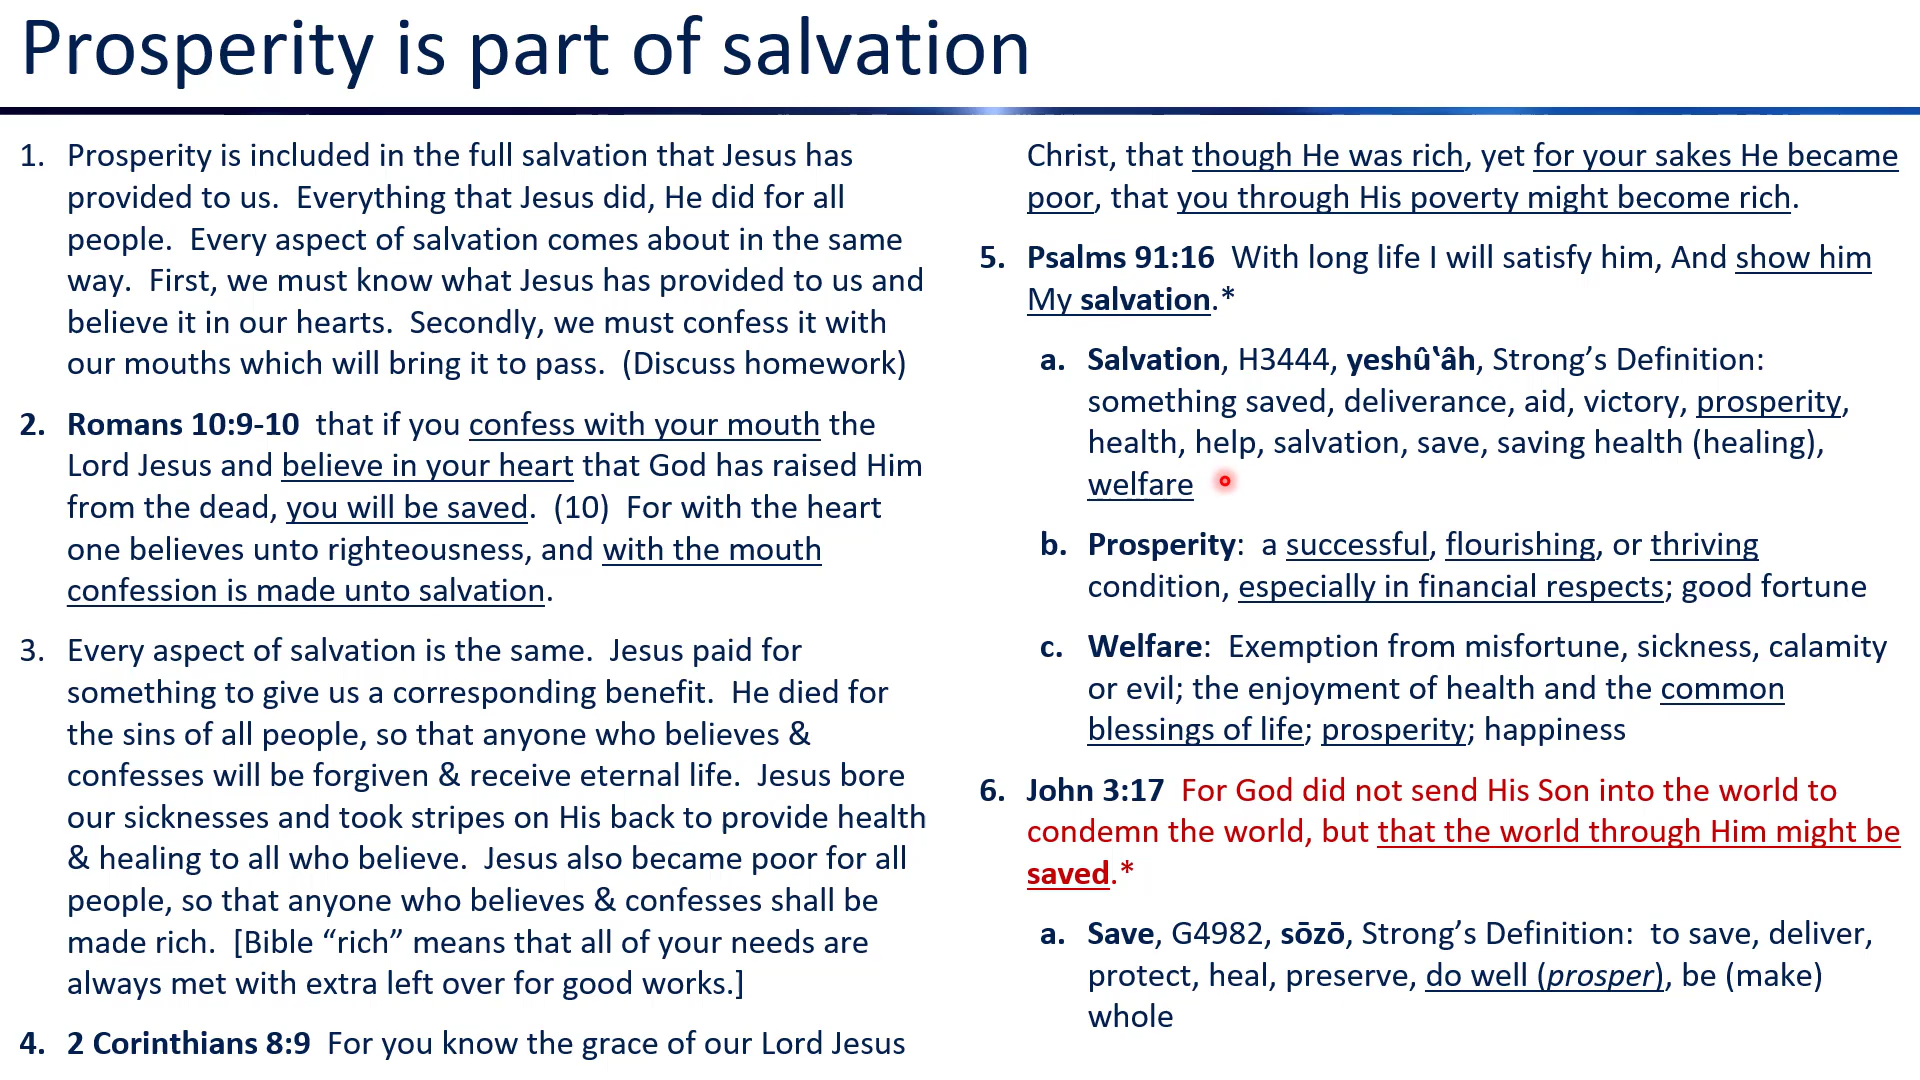 Prosperity is part of salvation
1. Prosperity is included in the full salvation that Jesus has
provided to us.  Everything that Jesus did, He did for all
people.  Every aspect of salvation comes about in the same
way.  First, we must know what Jesus has provided to us and
believe it in our hearts.  Secondly, we must confess it with
our mouths which will bring it to pass.  (Discuss homework)
2. Romans 10:9-10  that if you confess with your mouth the
Lord Jesus and believe in your heart that God has raised Him
from the dead, you will be saved.  (10)  For with the heart
one believes unto righteousness, and with the mouth
confession is made unto salvation.
3. Every aspect of salvation is the same.  Jesus paid for
something to give us a corresponding benefit.  He died for
the sins of all people, so that anyone who believes &
confesses will be forgiven & receive eternal life.  Jesus bore
our sicknesses and took stripes on His back to provide health
& healing to all who believe.  Jesus also became poor for all
people, so that anyone who believes & confesses shall be
made rich.  [Bible “rich” means that all of your needs are
always met with extra left over for good works.]
4. 2 Corinthians 8:9  For you know the grace of our Lord Jesus
Christ, that though He was rich, yet for your sakes He became
poor, that you through His poverty might become rich.
5. Psalms 91:16  With long life I will satisfy him, And show him
My salvation.*
a. Salvation, H3444, yeshû‛âh, Strong’s Definition:
something saved, deliverance, aid, victory, prosperity,
health, help, salvation, save, saving health (healing),
welfare
b. Prosperity:  a successful, flourishing, or thriving
condition, especially in financial respects; good fortune
c. Welfare:  Exemption from misfortune, sickness, calamity
or evil; the enjoyment of health and the common
blessings of life; prosperity; happiness
6. John 3:17  For God did not send His Son into the world to
condemn the world, but that the world through Him might be
saved.*
a. Save, G4982, sōzō, Strong’s Definition:  to save, deliver,
protect, heal, preserve, do well (prosper), be (make)
whole